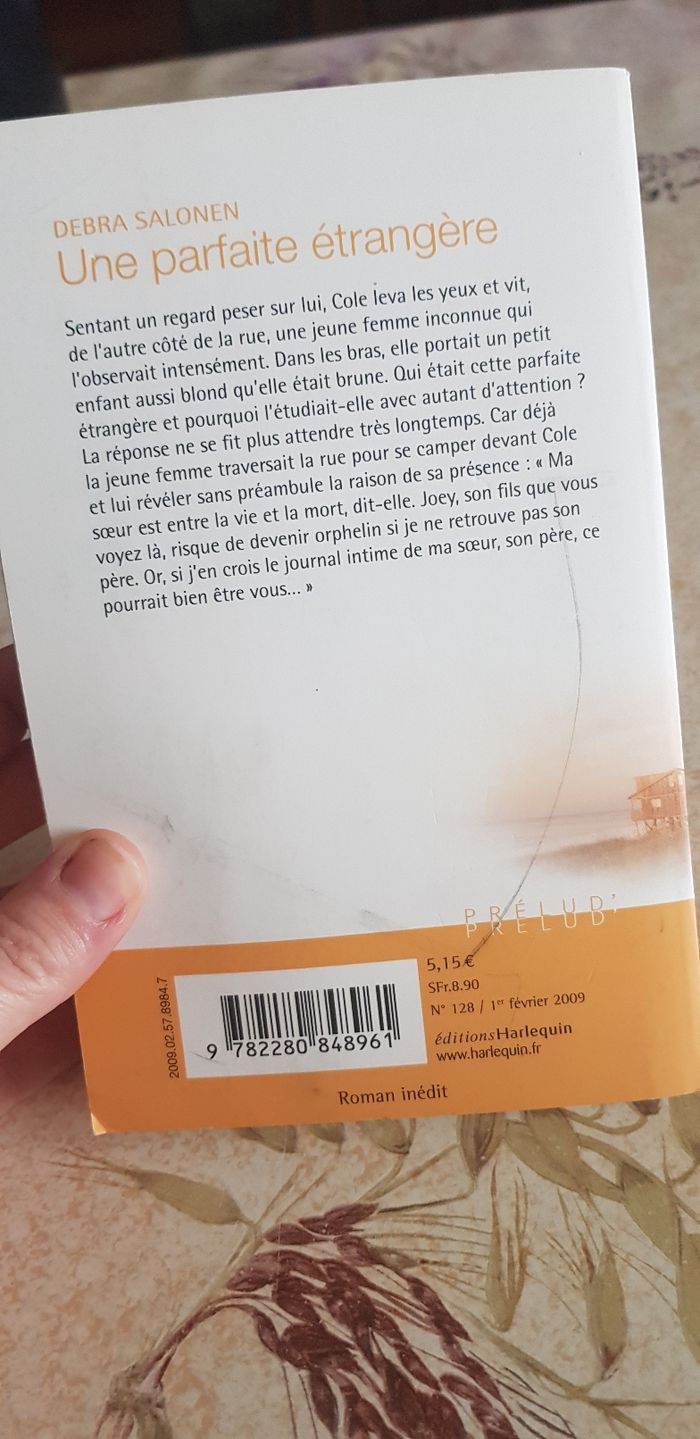 DEBRA SALONEN
Une parfaite étrangère
Sentant un regard peser sur lui, Cole leva les yeux et vit,
de l'autre côté de la rue, une jeune femme inconnue qui
l'observait intensément. Dans les bras, elle portait un petit
enfant aussi blond qu'elle était brune. Qui était cette parfaite
étrangère et pourquoi l'étudiait-elle avec autant d'attention ?
La réponse ne se fit plus attendre très longtemps. Car déjà
la jeune femme traversait la rue pour se camper devant Cole
et lui révéler sans préambule la raison de sa présence : « Ma
sœur est entre la vie et la mort, dit-elle. Joey, son fils que vous
voyez là, risque de devenir orphelin si je ne retrouve pas son
père. Or, si j'en crois le journal intime de ma sœur, son père, ce
pourrait bien être vous... »
PRÉLUD'
5,15€
SFr.8.90
N° 128 / 1er février 2009
éditionsHarlequin
www.harlequin.fr
2009.02.57.8984.7
9 782280 848961
Roman inédit